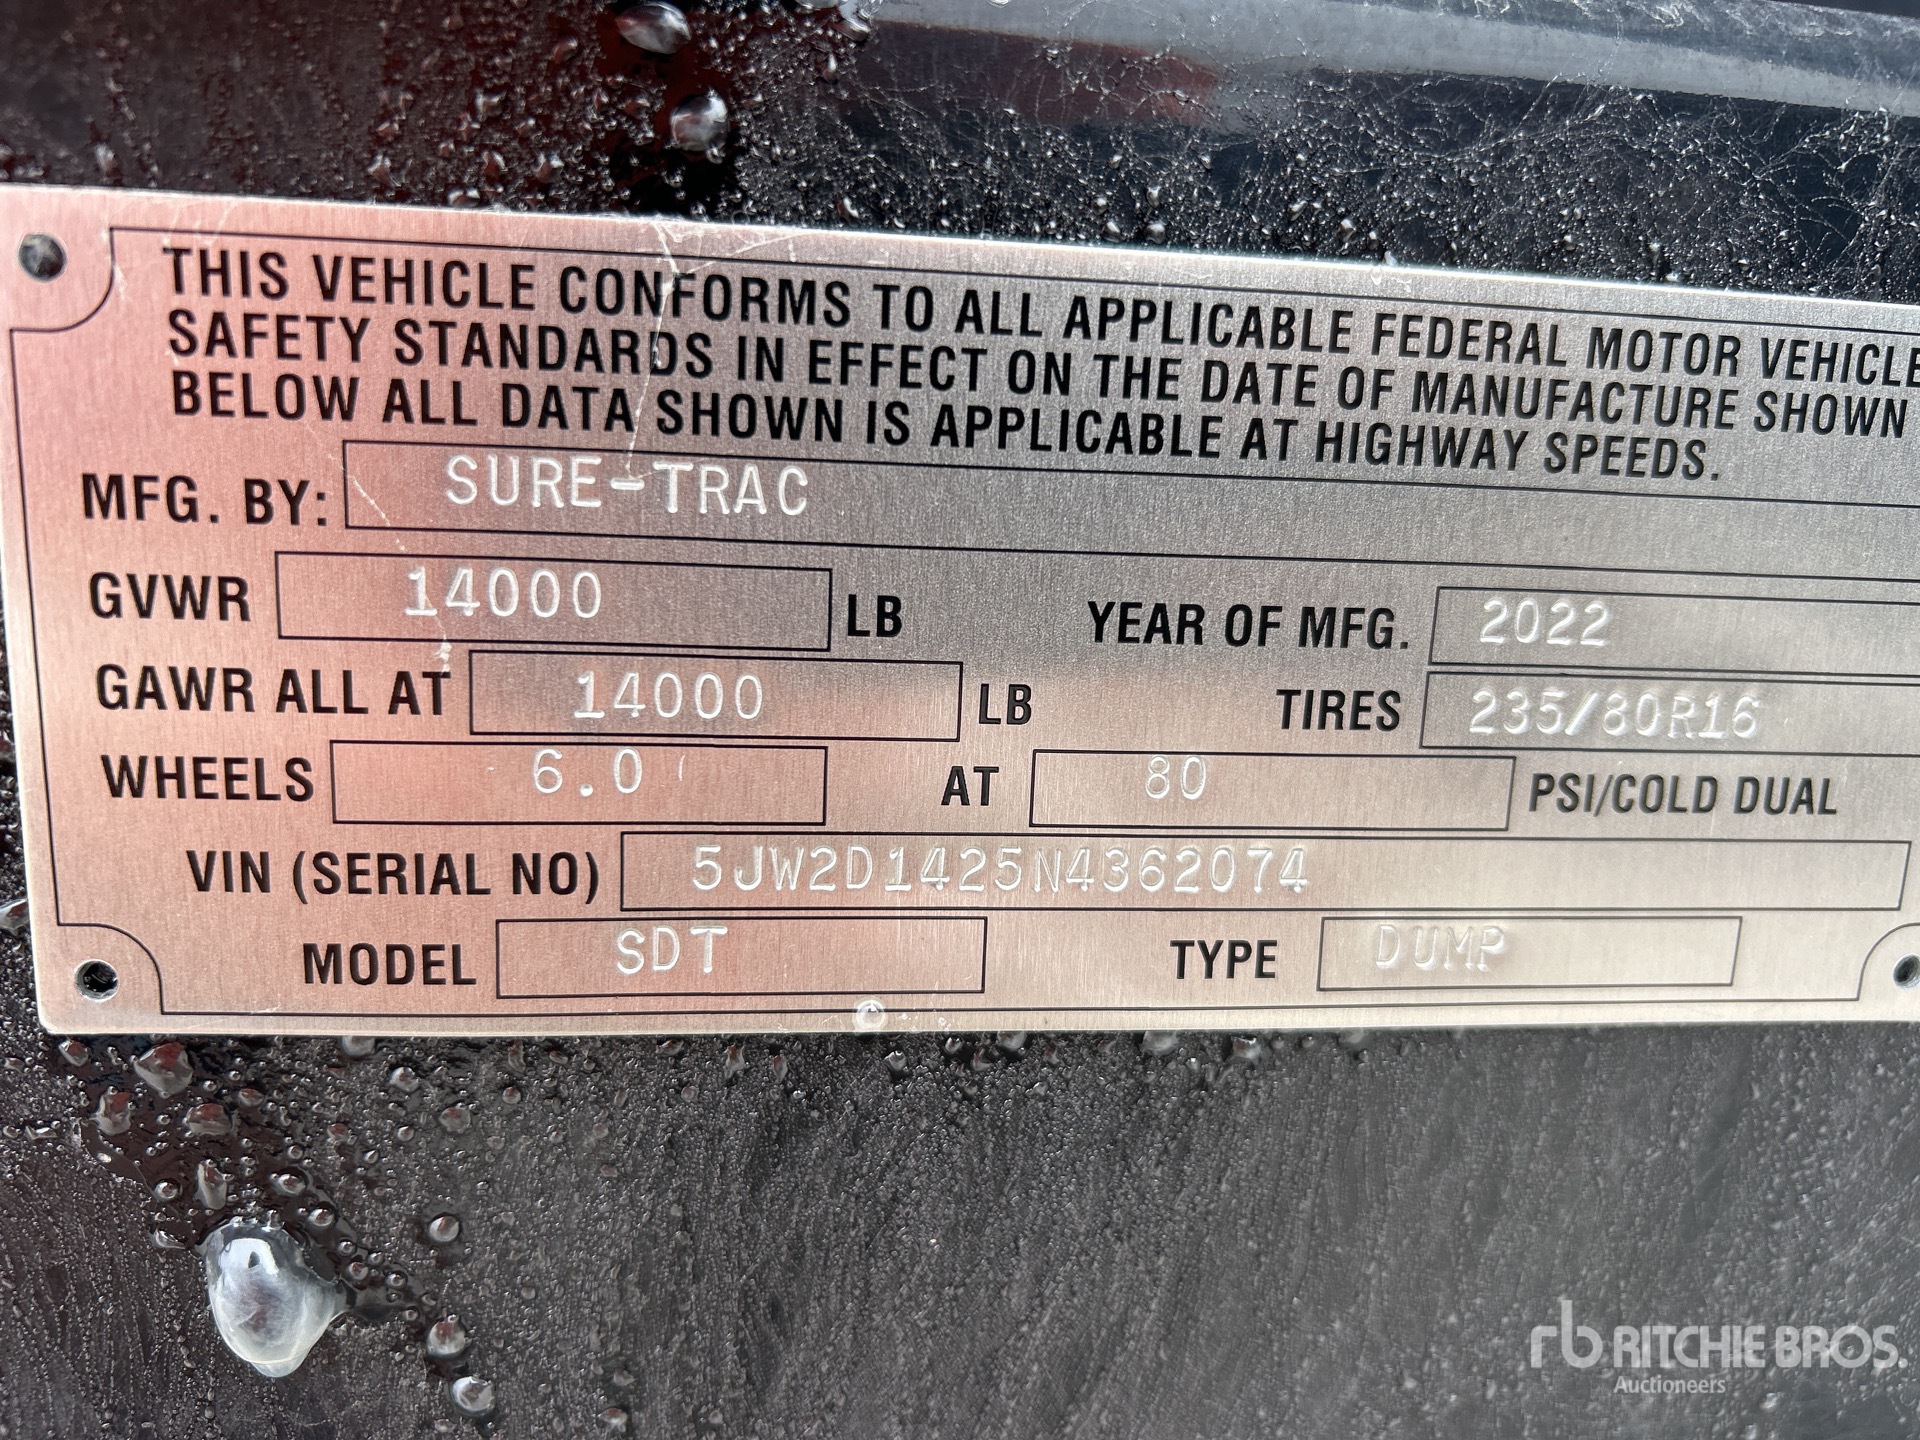 THIS VEHICLE CONFORMS TO ALL APPLICABLE FEDERAL MOTOR VEHICLE
SAFETY STANDARDS IN EFFECT ON THE DATE OF MANUFACTURE SHOWN
BELOW ALL DATA SHOWN IS APPLICABLE AT HIGHWAY SPEEDS.
MFG. BY: SURE-TRAC
GVWR 14000 LB YEAR OF MFG. 2022
GAWR ALL AT 14000 LB TIRES 235/80R16
WHEELS 6.0 AT 80 PSI/COLD DUAL
VIN (SERIAL NO) 5JW2D1425N4362074
MODEL SDT TYPE DUMP
rb RITCHIE BROS.
Auctioneers